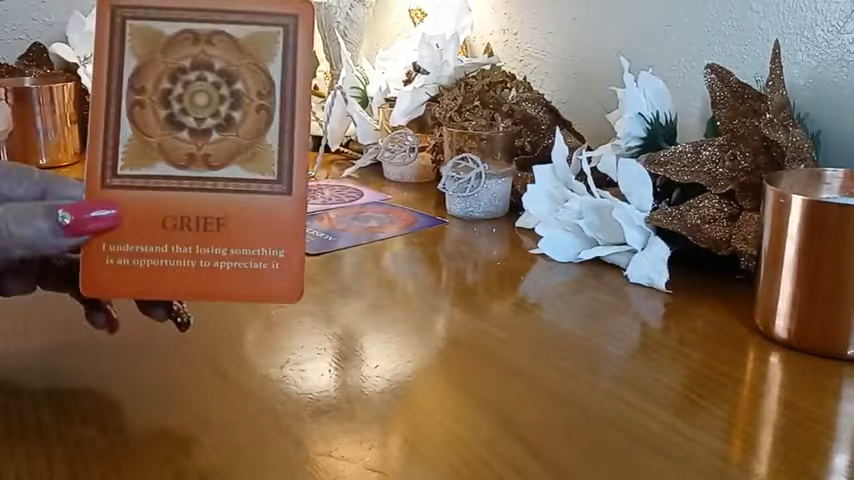 GRIEF
I understand that losing something
is an opportunity to appreciate it